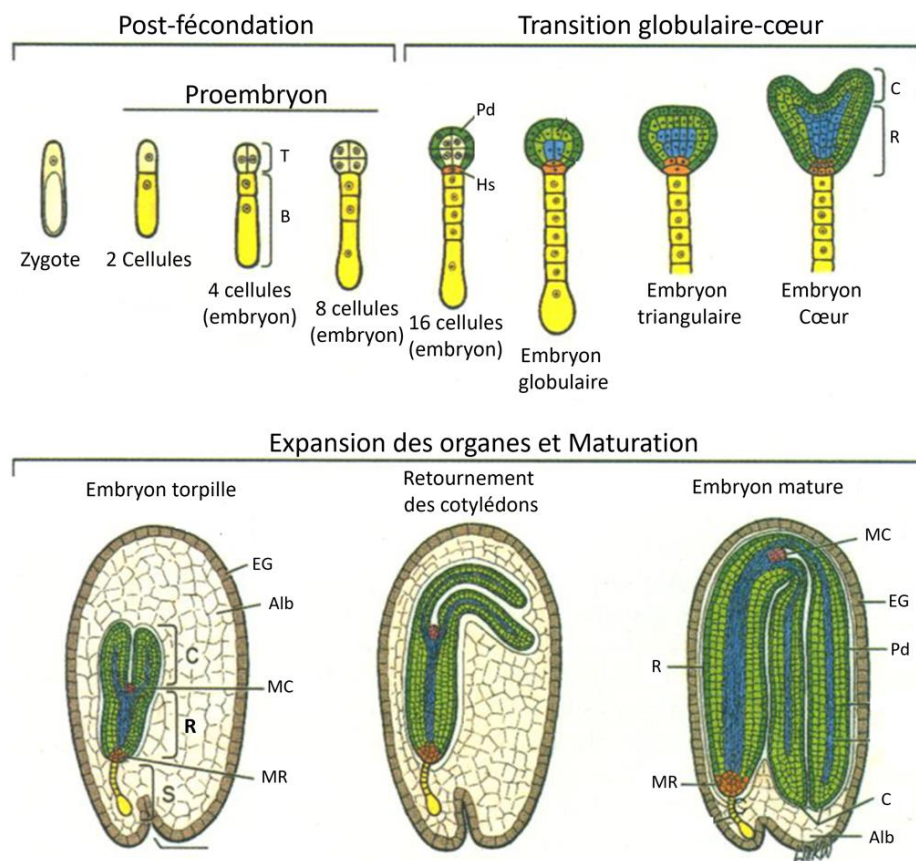 Post-fécondation
Transition globulaire-cœur
Proembryon
Pd
C
R
T
B
Hs
Zygote
2 Cellules
4 cellules
(embryon)
8 cellules
(embryon)
16 cellules
(embryon)
Embryon
globulaire
Embryon
triangulaire
Embryon
Cœur
Expansion des organes et Maturation
Embryon torpille
Retournement
des cotylédons
Embryon mature
EG
Alb
C
MC
R
MR
S
MC
EG
Pd
R
MR
C
Alb